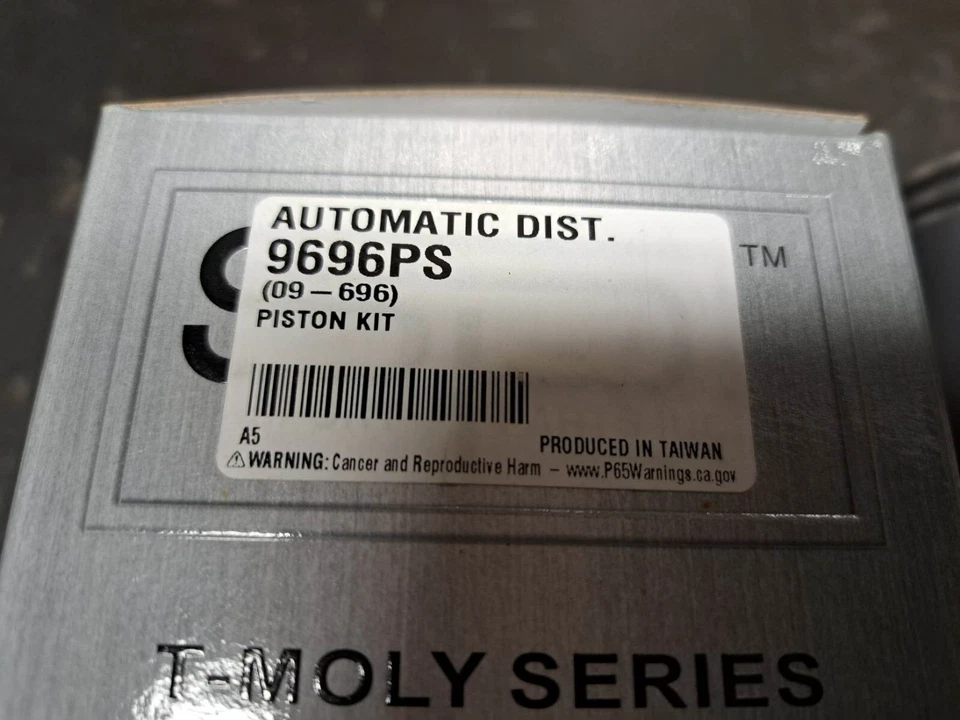 AUTOMATIC DIST.
9696PS
TM
(09-696)
PISTON KIT
A5
PRODUCED IN TAIWAN
⚠WARNING: Cancer and Reproductive Harm - www.P65Warnings.ca.gov
T-MOLY SERIES